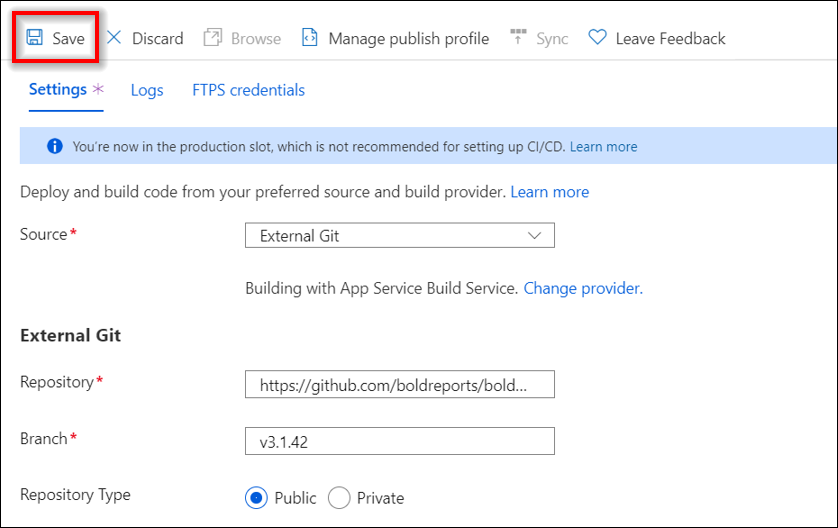 Save Discard Browse Manage publish profile Sync Leave Feedback
Settings * Logs FTPS credentials
You're now in the production slot, which is not recommended for setting up CI/CD. Learn more
Deploy and build code from your preferred source and build provider. Learn more
Source* External Git
Building with App Service Build Service. Change provider.
External Git
Repository* https://github.com/boldreports/bold...
Branch* v3.1.42
Repository Type Public Private